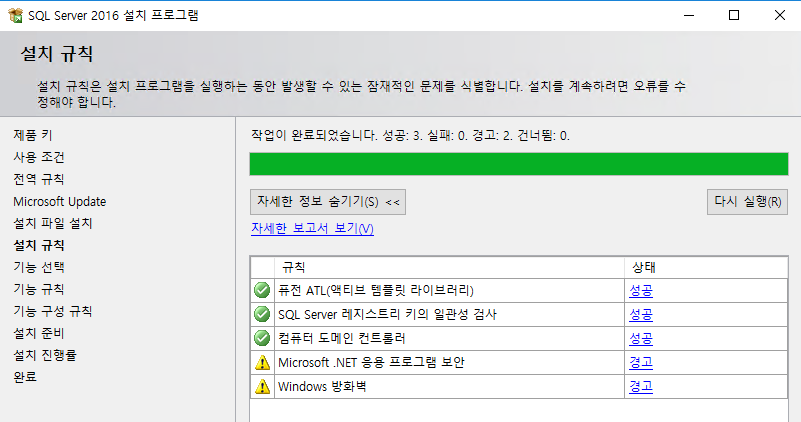 SQL Server 2016 설치 프로그램
설치 규칙
설치 규칙은 설치 프로그램을 실행하는 동안 발생할 수 있는 잠재적인 문제를 식별합니다. 설치를 계속하려면 오류를 수
정해야 합니다.
제품 키
사용 조건
전역 규칙
Microsoft Update
설치 파일 설치
설치 규칙
기능 선택
기능 규칙
기능 구성 규칙
설치 준비
설치 진행률
완료
작업이 완료되었습니다. 성공: 3. 실패: 0. 경고: 2. 건너뜀: 0.
자세한 정보 숨기기(S) << 다시 실행(R)
자세한 보고서 보기(V)
규칙 상태
퓨전 ATL(액티브 템플릿 라이브러리) 성공
SQL Server 레지스트리 키의 일관성 검사 성공
컴퓨터 도메인 컨트롤러 성공
Microsoft .NET 응용 프로그램 보안 경고
Windows 방화벽 경고